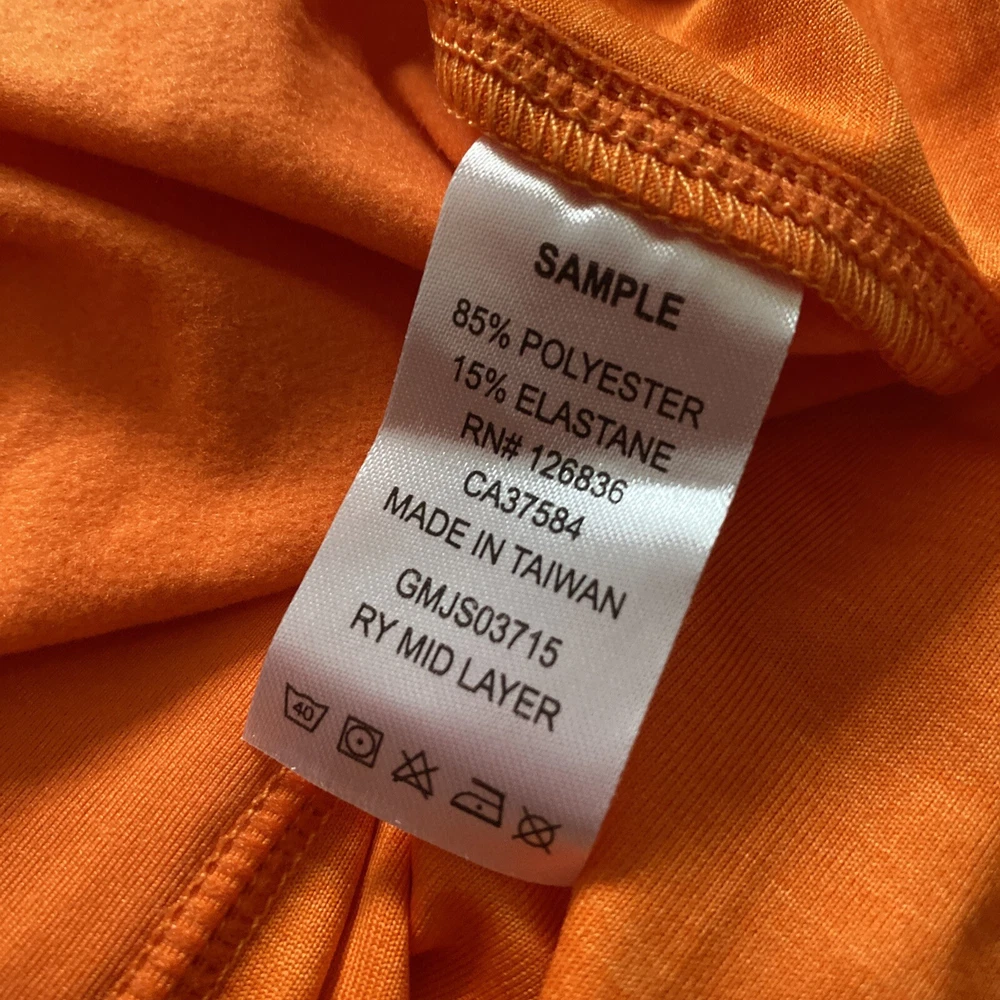 SAMPLE
85% POLYESTER
15% ELASTANE
RN# 126836
CA37584
MADE IN TAIWAN
GMJS03715
RY MID LAYER
40